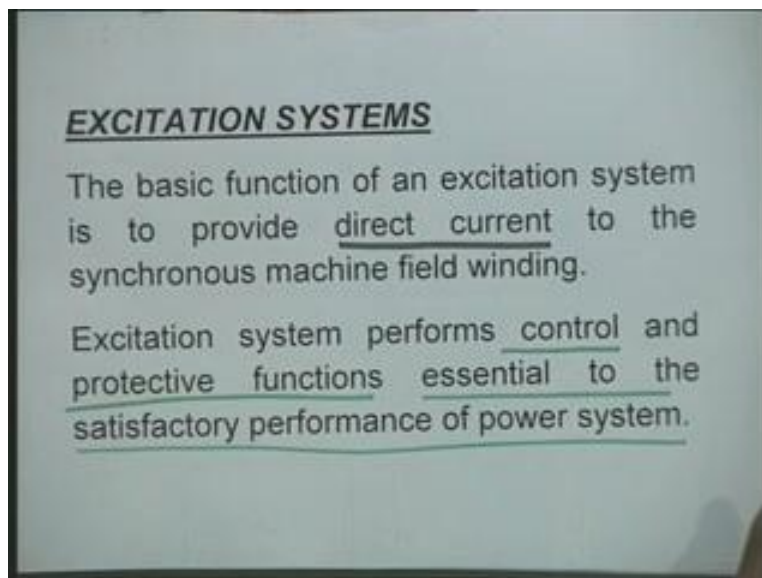 EXCITATION SYSTEMS
The basic function of an excitation system
is to provide direct current to the
synchronous machine field winding.
Excitation system performs control and
protective functions essential to the
satisfactory performance of power system.